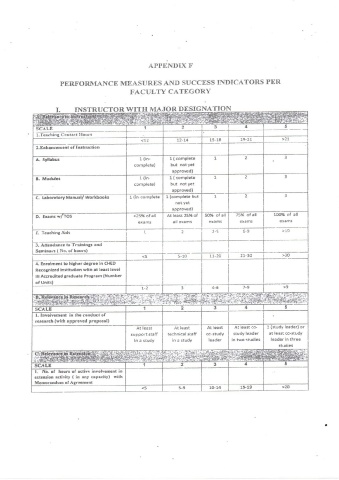 APPENDIX F
PERFORMANCE MEASURES AND SUCCESS INDICATORS PER
FACULTY CATEGORY
I. INSTRUCTOR WITH MAJOR DESIGNATION
A. Relevance to Instruction
SCALE 1 2 3 4 5
1.Teaching Contact Hours
12-14 15-18 19-21 >21
2.Enhancement of Instruction
A. Syllabus 1 (In 1 ( complete 1 2 3
complete) but not yet
approved)
B. Modules 1 (In 1 ( complete 1 2 3
complete) but not yet
approved)
C. Laboratory Manual/ Workbooks 1 (In complete 1 (complete but 1 2 3
not yet
approved)
D. Exams w/ TOS <25% of all At least 25% of 50% of all 75% of all 100% of all
exams all exams exams exams exams
E. Teaching Aids 1 2
3. Attendance to Trainings and
Seminars ( No. of hours)
<5 5-10 11-20 21-30 >30
4. Enrolment to higher degree in CHED
Recognized Institution with at least level
III Accredited graduate Program (Number
of Units)
1-2 3 4-6 7-9 >9
B. Relevance to Research
SCALE 1 2 3 4 5
1. Involvement in the conduct of
research (with approved proposal)
At least At least At least At least co- 1 (study leader) or
support staff technical staff co-study study leader at least co-study
in a study in a study leader in two studies leader in three
studies
C. Relevance to Extension
SCALE 1 2 3 4 5
1. No. of hours of active involvement in
extension activity ( in any capacity) with
Memorandum of Agreement
<5 5-9 10-14 15-19 >20